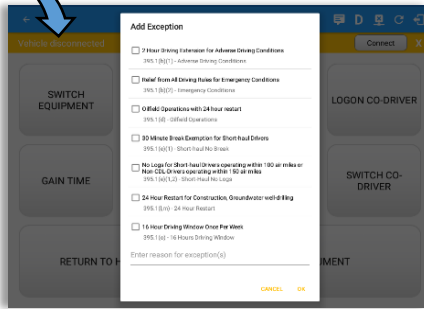 Add Exception
D
Vehicle disconnected
Connect
X
2 Hour Driving Extension for Adverse Driving Conditions
395.1(b)(1) - Adverse Driving Conditions
Relief from All Driving Rules for Emergency Conditions
395.1(b)(2) - Emergency Conditions
Oilfield Operations with 24 hour restart
395.1(d) - Oilfield Operations
30 Minute Break Exemption for Short-haul Drivers
395.1(e)(1) - Short-haul No Break
No Logs for Short-haul Drivers operating within 100 air miles or
Non-CDL Drivers operating within 150 air miles
395.1(e)(1,2) - Short-Haul No Logs
24 Hour Restart for Construction, Groundwater well-drilling
395.1(l,m) - 24 Hour Restart
16 Hour Driving Window Once Per Week
395.1(o) - 16 Hours Driving Window
Enter reason for exception(s)
CANCEL
OK
SWITCH
EQUIPMENT
LOGON CO-DRIVER
GAIN TIME
SWITCH CO-
DRIVER
RETURN TO